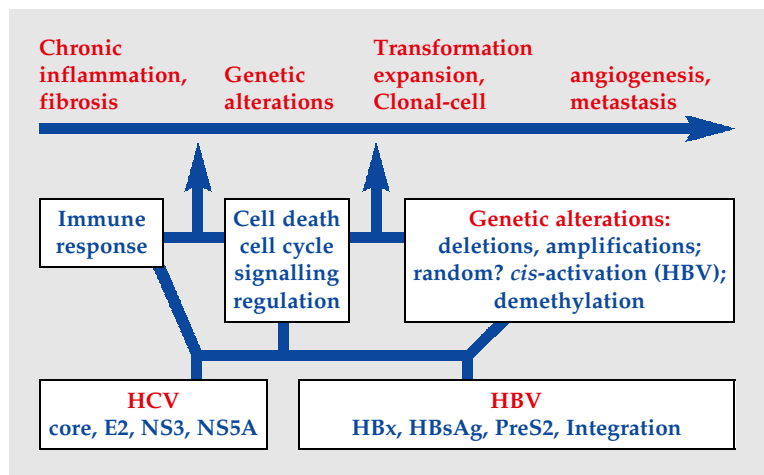 Chronic
inflammation,
fibrosis
Genetic
alterations
Transformation
expansion,
Clonal-cell
angiogenesis,
metastasis
Immune
response
Cell death
cell cycle
signalling
regulation
Genetic alterations:
deletions, amplifications;
random? cis-activation (HBV);
demethylation
HCV
core, E2, NS3, NS5A
HBV
HBx, HBsAg, PreS2, Integration